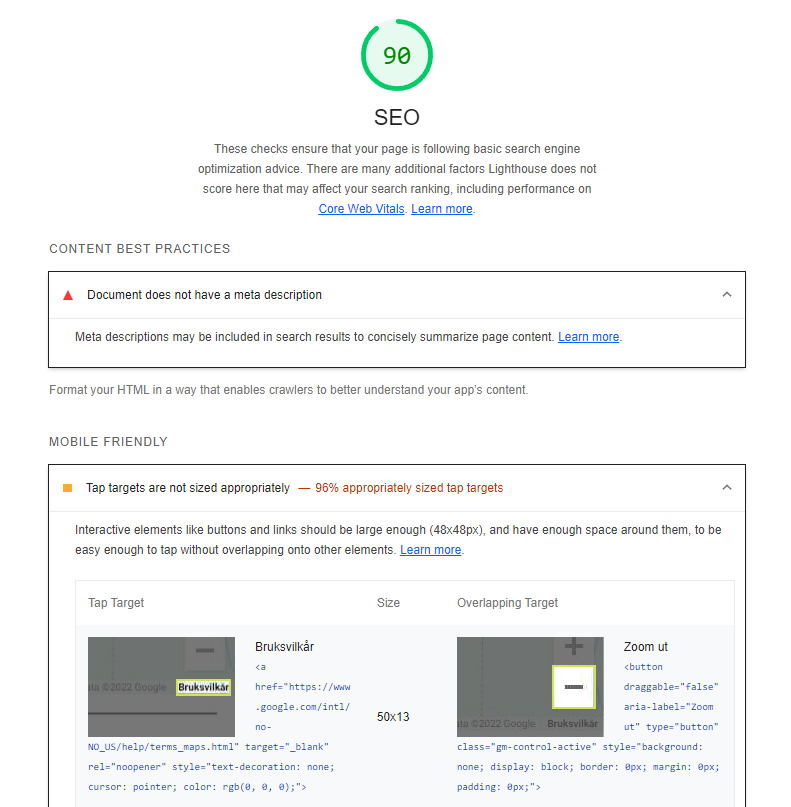 90
SEO
These checks ensure that your page is following basic search engine
optimization advice. There are many additional factors Lighthouse does not
score here that may affect your search ranking, including performance on
Core Web Vitals. Learn more.
CONTENT BEST PRACTICES
Document does not have a meta description
Meta descriptions may be included in search results to concisely summarize page content. Learn more.
Format your HTML in a way that enables crawlers to better understand your app's content.
MOBILE FRIENDLY
Tap targets are not sized appropriately — 96% appropriately sized tap targets
Interactive elements like buttons and links should be large enough (48x48px), and have enough space around them, to be
easy enough to tap without overlapping onto other elements. Learn more.
Tap Target Size Overlapping Target
ata ©2022 Google Bruksvilkår
Bruksvilkår
<a
href="https://www
.google.com/intl/
no-
NO_US/help/terms_maps.html" target="_blank"
rel="noopener" style="text-decoration: none;
cursor: pointer; color: rgb(0, 0, 0);">
50x13
ata ©2022 Google Bruksvilkår
Zoom ut
<button
draggable="false"
aria-label="Zoom
ut" type="button"
class="gm-control-active" style="background:
none; display: block; border: 0px; margin: 0px;
padding: 0px;">